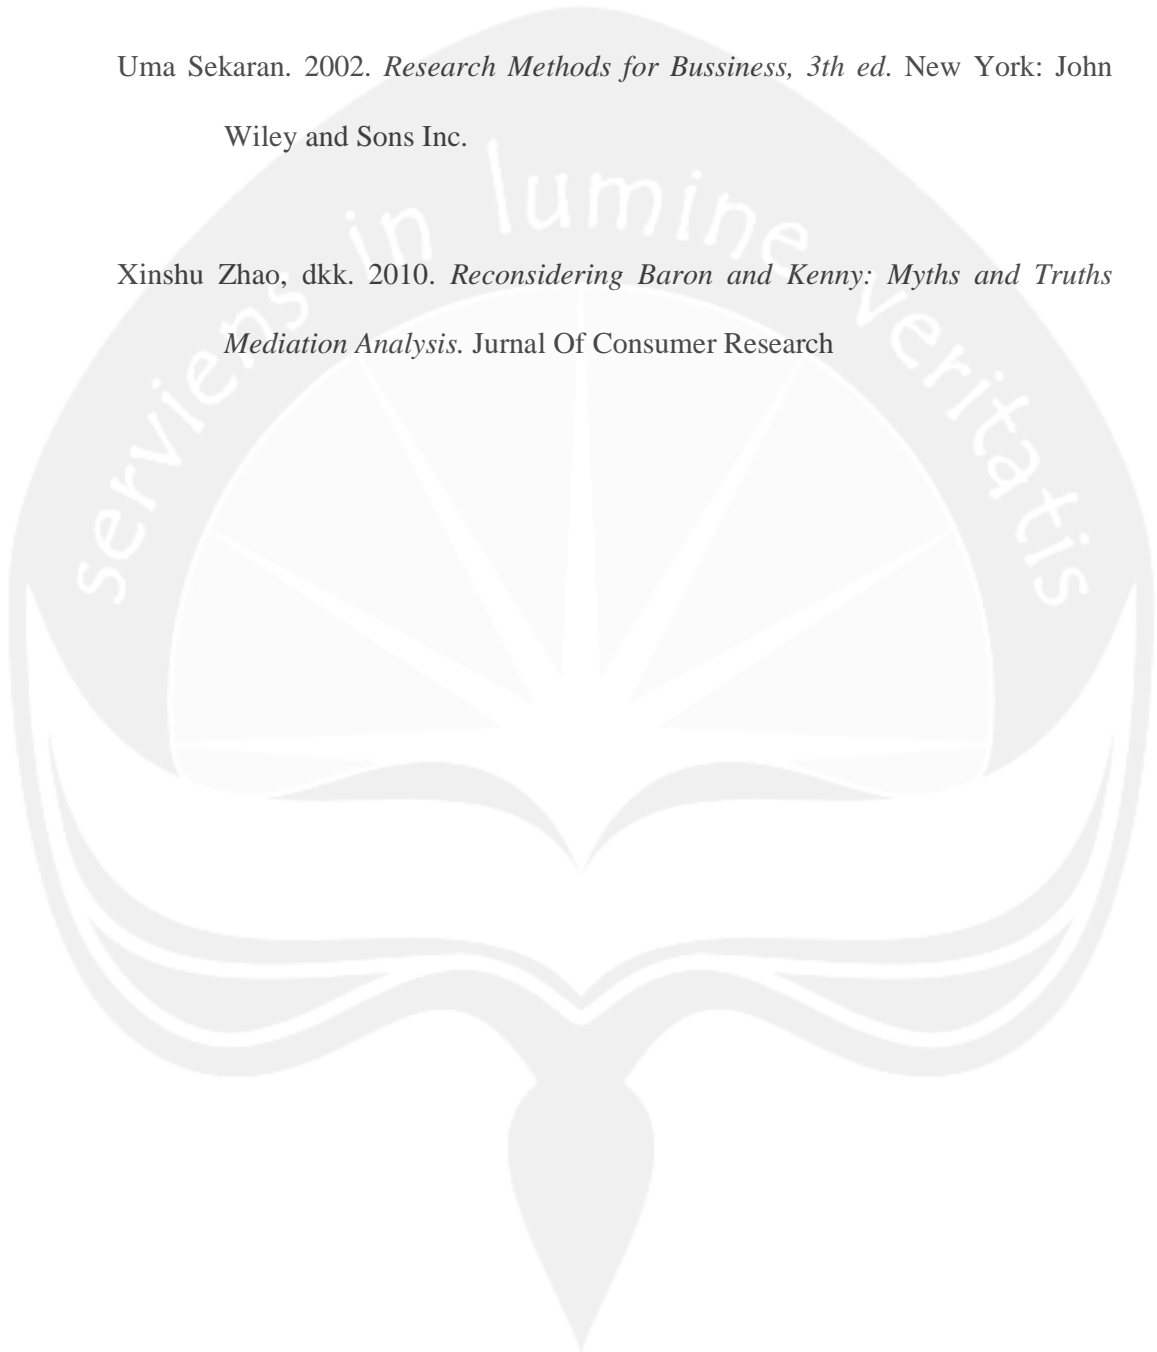 Uma Sekaran. 2002. Research Methods for Bussiness, 3th ed. New York: John
Wiley and Sons Inc.
Xinshu Zhao, dkk. 2010. Reconsidering Baron and Kenny: Myths and Truths
Mediation Analysis. Jurnal Of Consumer Research
serviens in lumine veritatis